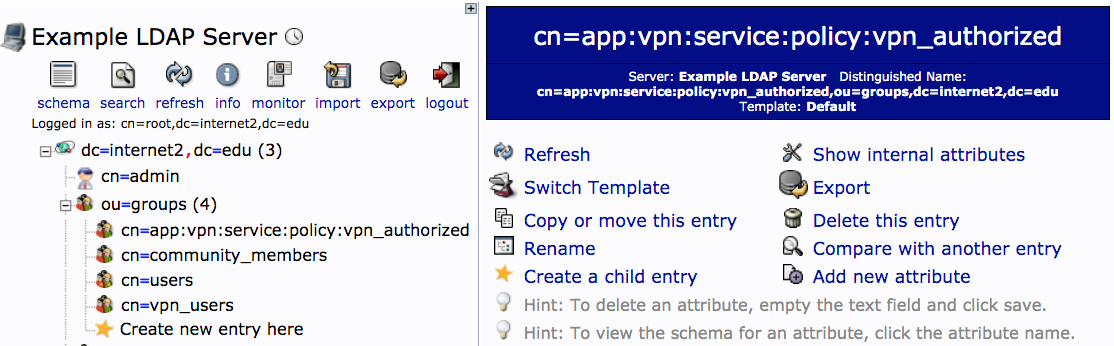 Example LDAP Server
schema search refresh info monitor import export logout
Logged in as: cn=root,dc=internet2,dc=edu
dc=internet2,dc=edu (3)
cn=admin
ou=groups (4)
cn=app:vpn:service:policy:vpn_authorized
cn=community_members
cn=users
cn=vpn_users
Create new entry here
cn=app:vpn:service:policy:vpn_authorized
Server: Example LDAP Server Distinguished Name:
cn=app:vpn:service:policy:vpn_authorized,ou=groups,dc=internet2,dc=edu
Template: Default
Refresh Show internal attributes
Switch Template Export
Copy or move this entry Delete this entry
Rename Compare with another entry
Create a child entry Add new attribute
Hint: To delete an attribute, empty the text field and click save.
Hint: To view the schema for an attribute, click the attribute name.